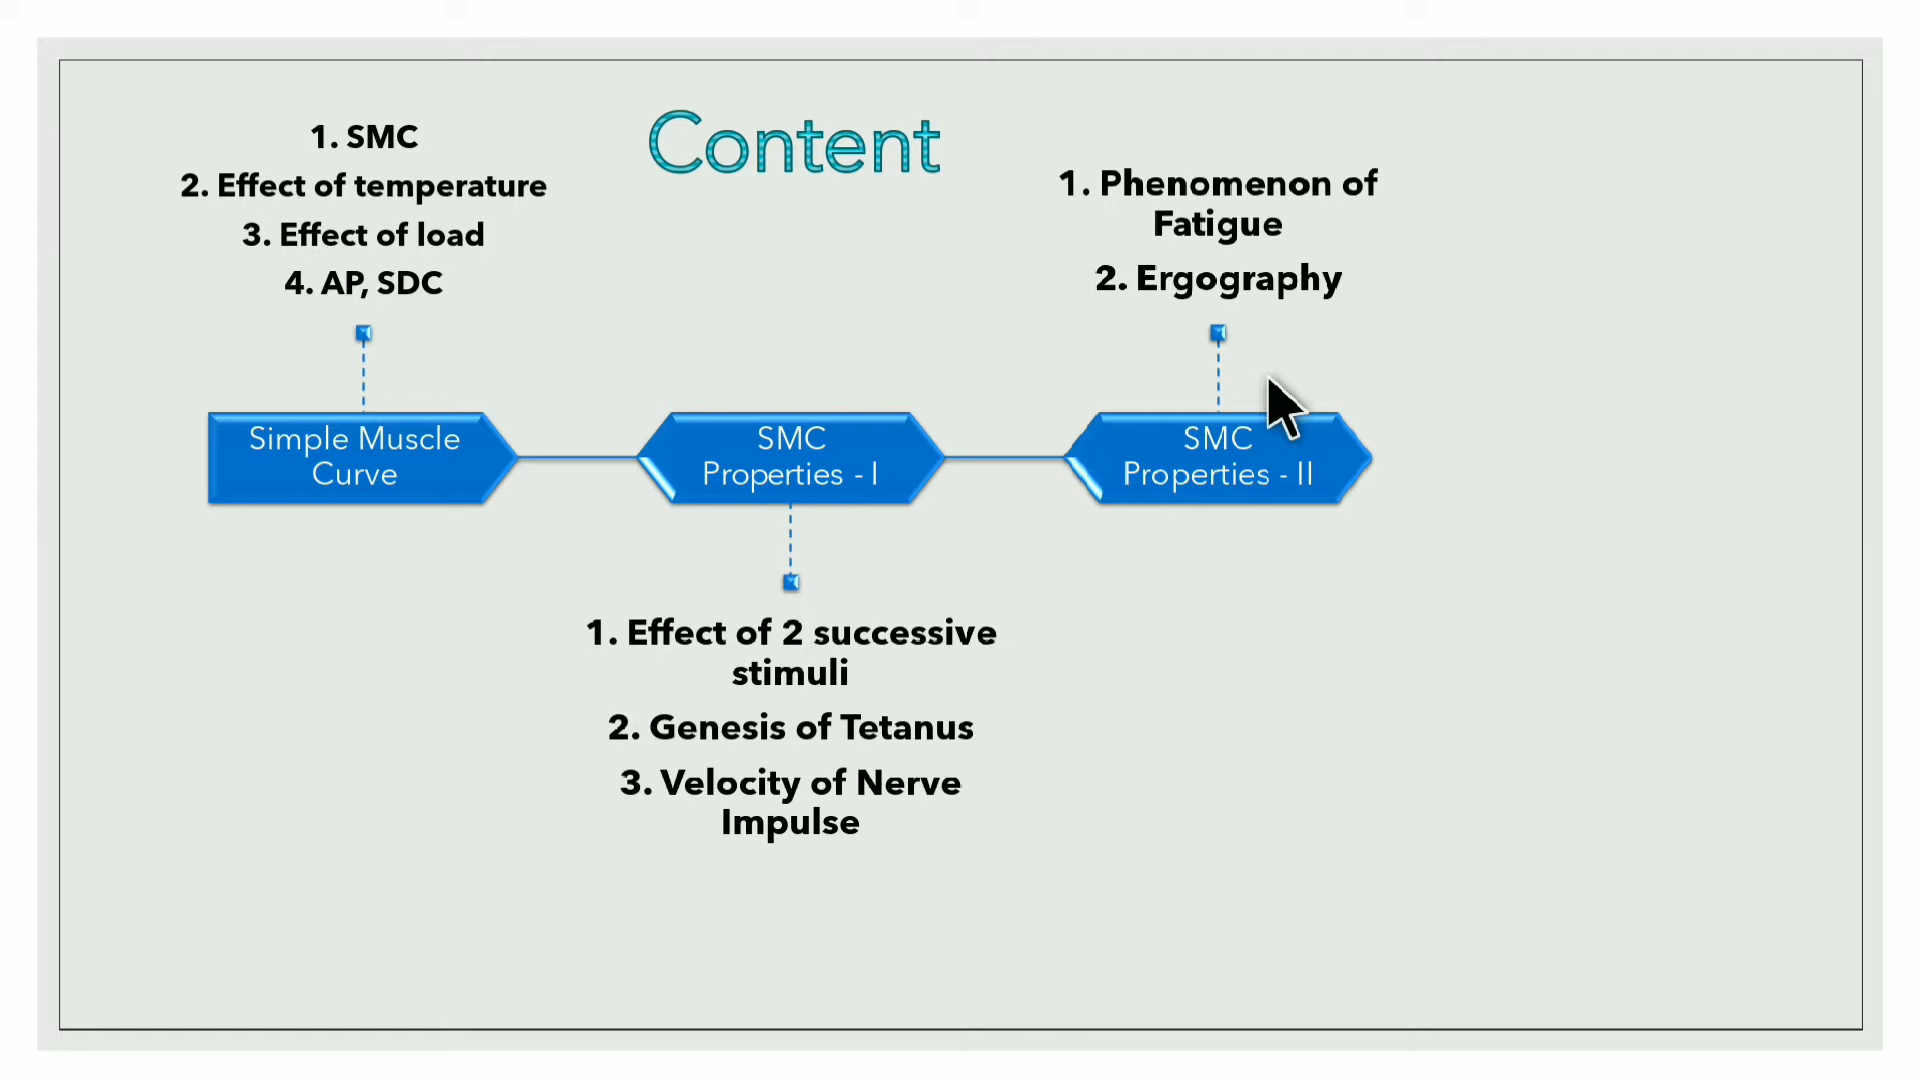 Content
1. SMC
2. Effect of temperature
3. Effect of load
4. AP, SDC
Simple Muscle
Curve
SMC
Properties - I
1. Effect of 2 successive
stimuli
2. Genesis of Tetanus
3. Velocity of Nerve
Impulse
1. Phenomenon of
Fatigue
2. Ergography
SMC
Properties - II